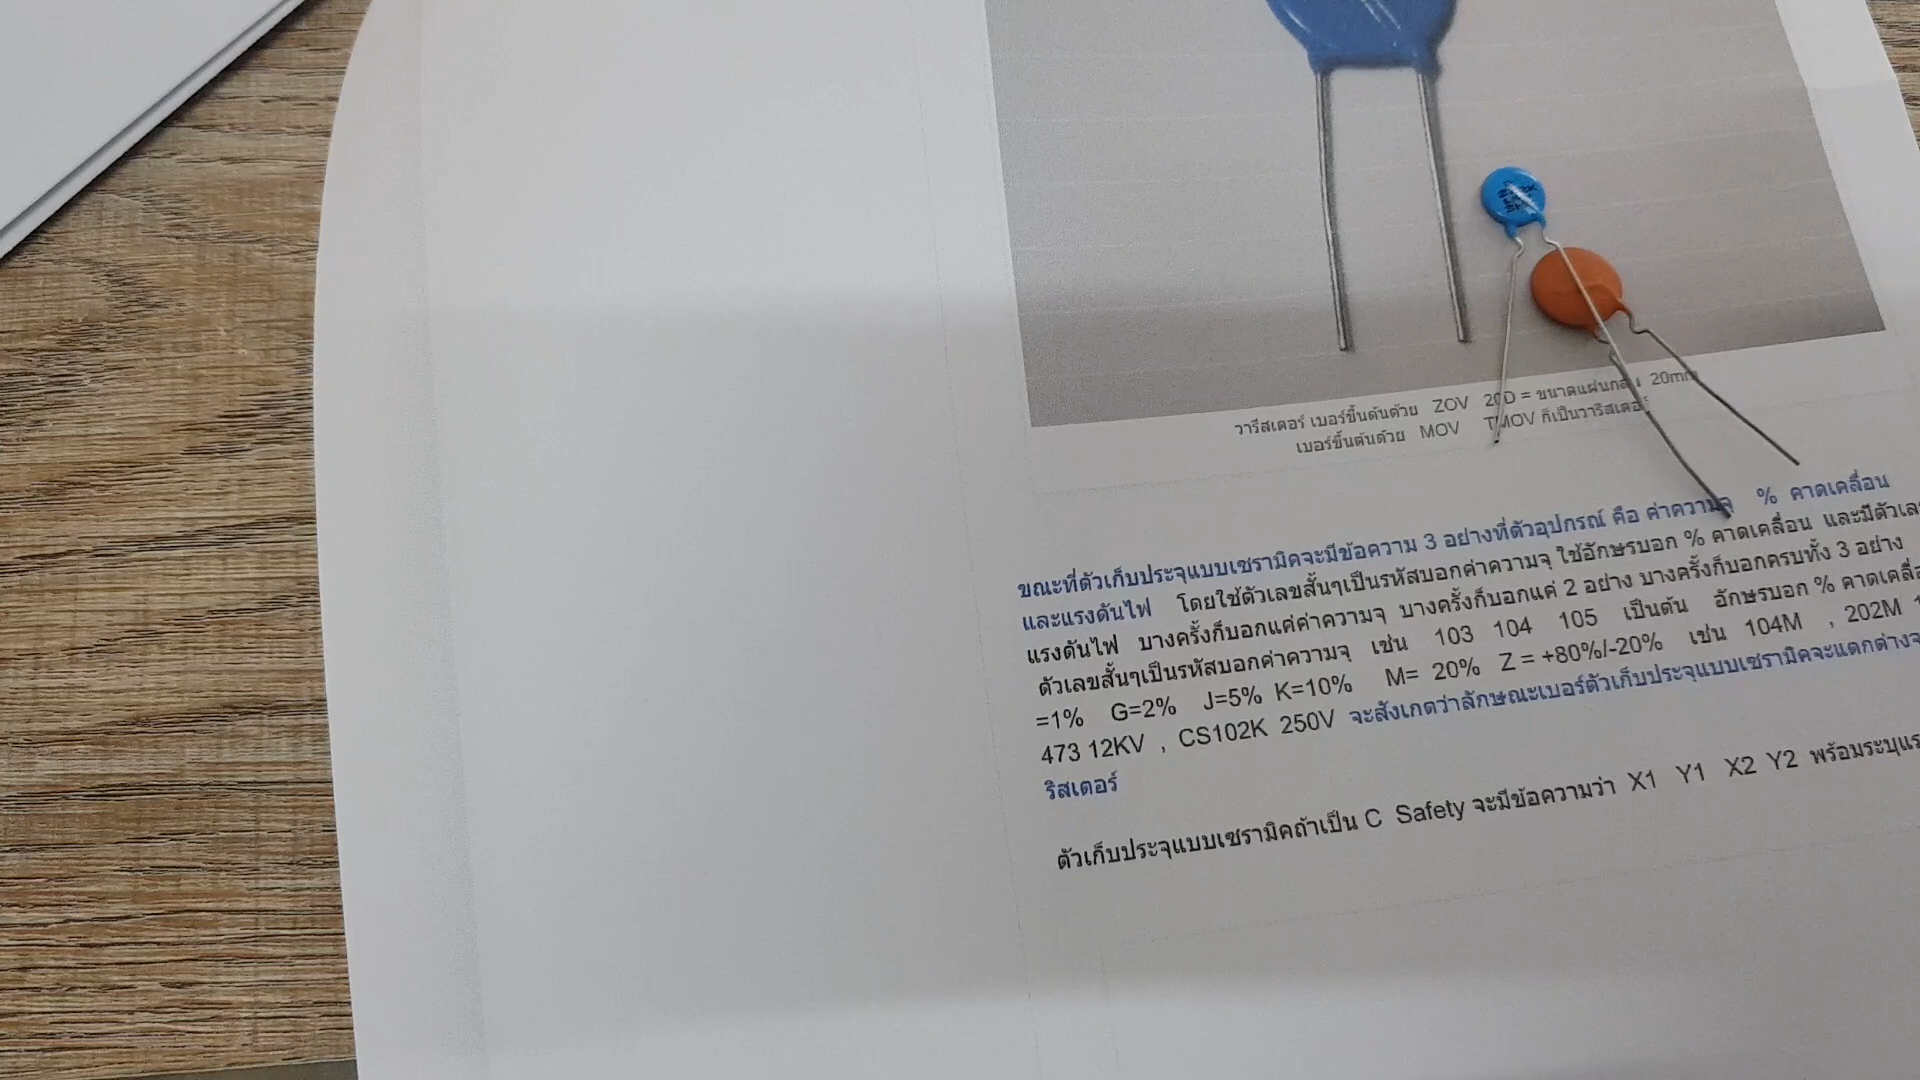 วารีสเตอร์ เบอร์ขึ้นต้นด้วย ZOV 20D = ขนาดแผ่นกลม 20mm
เบอร์ขึ้นต้นด้วย MOV TMOV ก็เป็นวาริสเตอร์
ขณะที่ตัวเก็บประจุแบบเซรามิคจะมีข้อความ 3 อย่างที่ตัวอุปกรณ์ คือ ค่าความจุ % คาดเคลื่อน
และแรงดันไฟ โดยใช้ตัวเลขสั้นๆเป็นรหัสบอกค่าความจุ ใช้อักษรบอก % คาดเคลื่อน และมีตัวเล
แรงดันไฟ บางครั้งก็บอกแค่ค่าความจุ บางครั้งก็บอกแค่ 2 อย่าง บางครั้งก็บอกครบทั้ง 3 อย่าง
ตัวเลขสั้นๆเป็นรหัสบอกค่าความจุ เช่น 103 104 105 เป็นต้น อักษรบอก % คาดเคลื่
=1% G=2% J=5% K=10% M= 20% Z = +80%/-20% เช่น 104M , 202M
473 12KV , CS102K 250V จะสังเกตว่าลักษณะเบอร์ตัวเก็บประจุแบบเซรามิคจะแตกต่างจ
ริสเตอร์
ตัวเก็บประจุแบบเซรามิคถ้าเป็น C Safety จะมีข้อความว่า X1 Y1 X2 Y2 พร้อมระบุแร